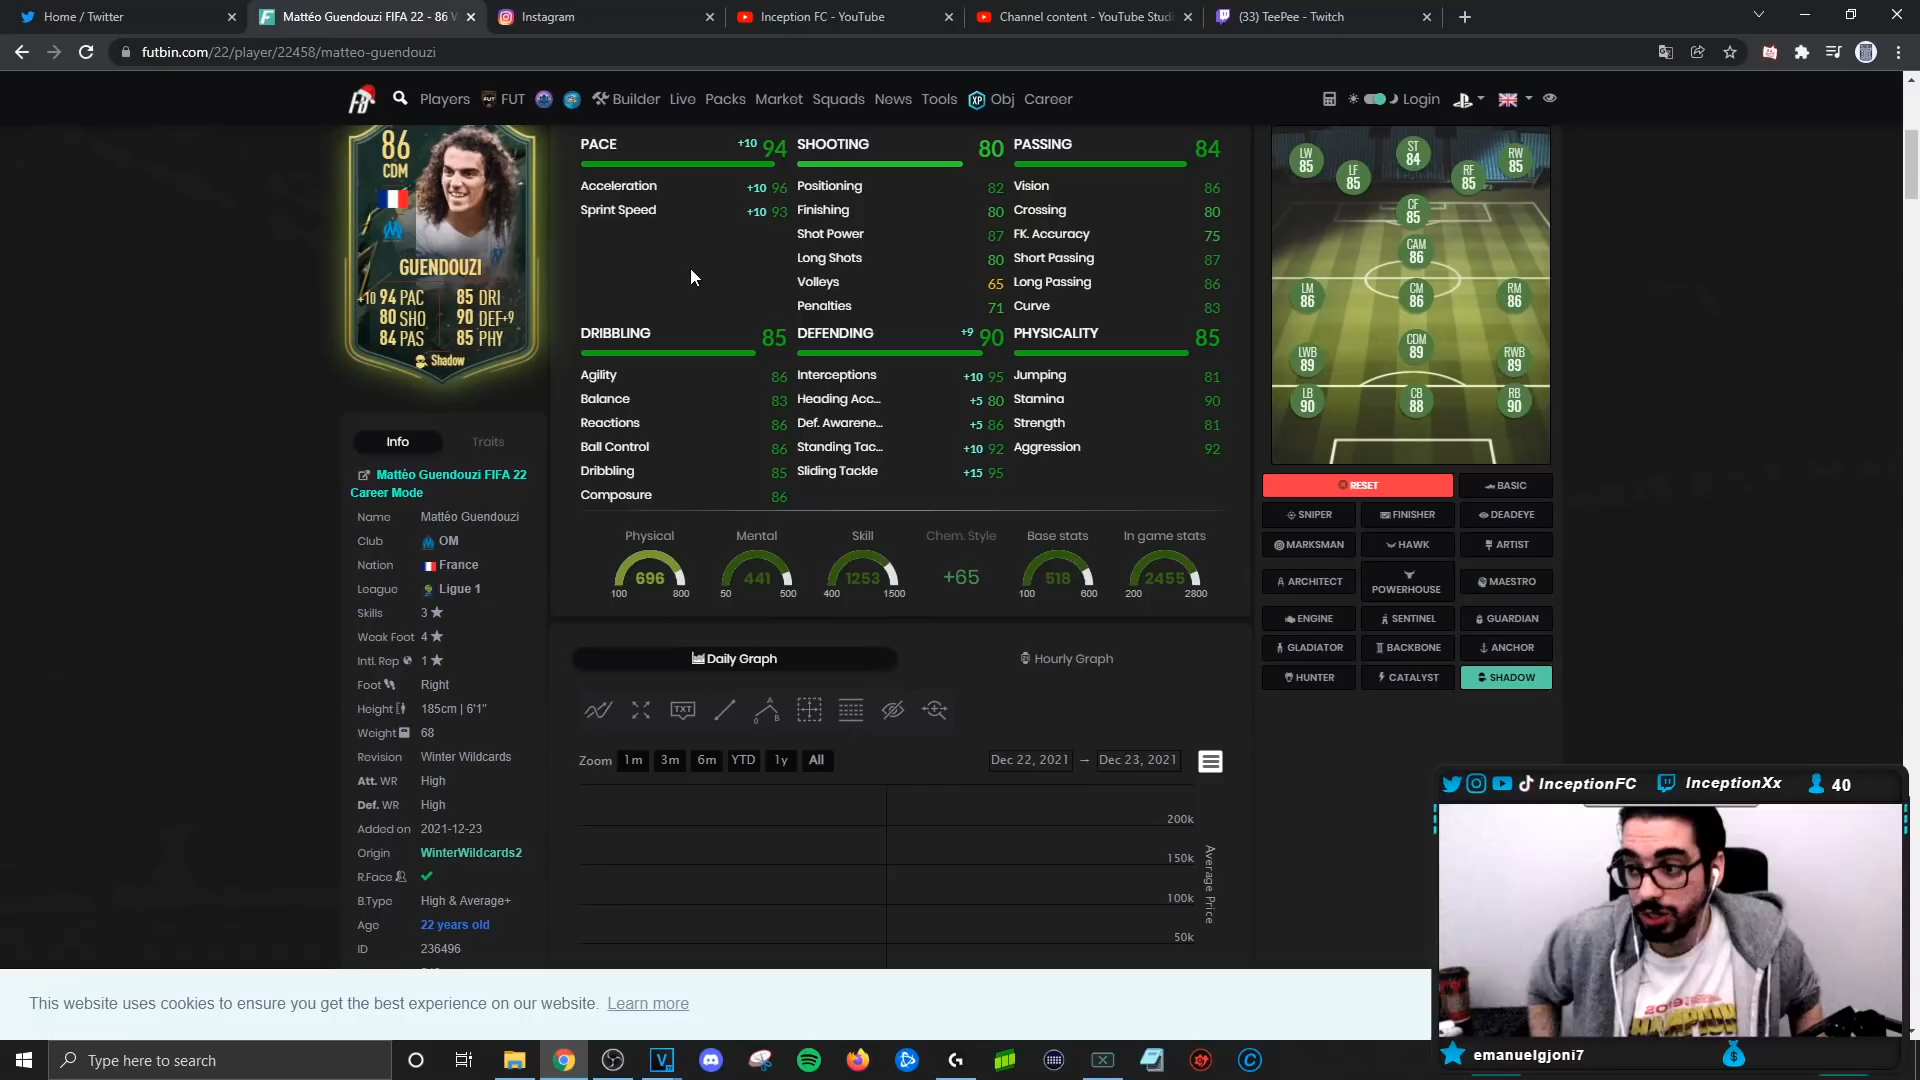 Home / Twitter
Mattéo Guendouzi FIFA 22 - 86 W
Instagram
Inception FC - YouTube
Channel content - YouTube Studi
(33) TeePee - Twitch
futbin.com/22/player/22458/matteo-guendouzi
Players FUT Builder Live Packs Market Squads News Tools XP Obj Career Login
86
CDM
GUENDOUZI
+10 94 PAC 85 DRI
80 SHO 90 DEF+9
84 PAS 85 PHY
Shadow
PACE +10 94
Acceleration +10 96
Sprint Speed +10 93
SHOOTING 80
Positioning 82
Finishing 80
Shot Power 87
Long Shots 80
Volleys 65
Penalties 71
PASSING 84
Vision 86
Crossing 80
FK. Accuracy 75
Short Passing 87
Long Passing 86
Curve 83
DRIBBLING 85
Agility 86
Balance 83
Reactions 86
Ball Control 86
Dribbling 85
Composure 86
DEFENDING +9 90
Interceptions +10 95
Heading Acc... +5 80
Def. Awarene... +5 86
Standing Tac... +10 92
Sliding Tackle +15 95
PHYSICALITY 85
Jumping 81
Stamina 90
Strength 81
Aggression 92
Physical 696 100 800
Mental 441 50 500
Skill 1253 400 1500
Chem. Style +65
Base stats 518 100 600
In game stats 2455 200 2800
LW 85
ST 84
RW 85
LF 85
RF 85
CF 85
CAM 86
LM 86
CM 86
RM 86
LWB 89
CDM 89
RWB 89
LB 90
CB 88
RB 90
RESET BASIC
SNIPER FINISHER DEADEYE
MARKSMAN HAWK ARTIST
ARCHITECT POWERHOUSE MAESTRO
ENGINE SENTINEL GUARDIAN
GLADIATOR BACKBONE ANCHOR
HUNTER CATALYST SHADOW
Info Traits
Mattéo Guendouzi FIFA 22
Career Mode
Name Mattéo Guendouzi
Club OM
Nation France
League Ligue 1
Skills 3
Weak Foot 4
Intl. Rep 1
Foot Right
Height 185cm | 6'1"
Weight 68
Revision Winter Wildcards
Att. WR High
Def. WR High
Added on 2021-12-23
Origin WinterWildcards2
R.Face
B.Type High & Average+
Age 22 years old
ID 236496
Daily Graph Hourly Graph
TXT
Zoom 1m 3m 6m YTD 1y All Dec 22, 2021 → Dec 23, 2021
200k
150k
100k
50k
Average Price
InceptionFC InceptionXx 40
emanuelgjoni7
This website uses cookies to ensure you get the best experience on our website. Learn more
Type here to search